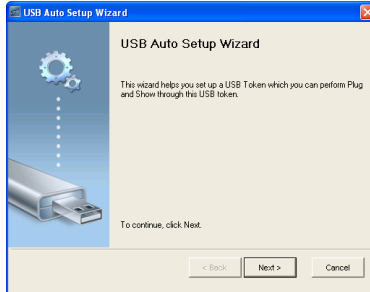 USB Auto Setup Wizard
USB Auto Setup Wizard
This wizard helps you set up a USB Token which you can perform Plug
and Show through this USB token.
To continue, click Next.
< Back
Next >
Cancel